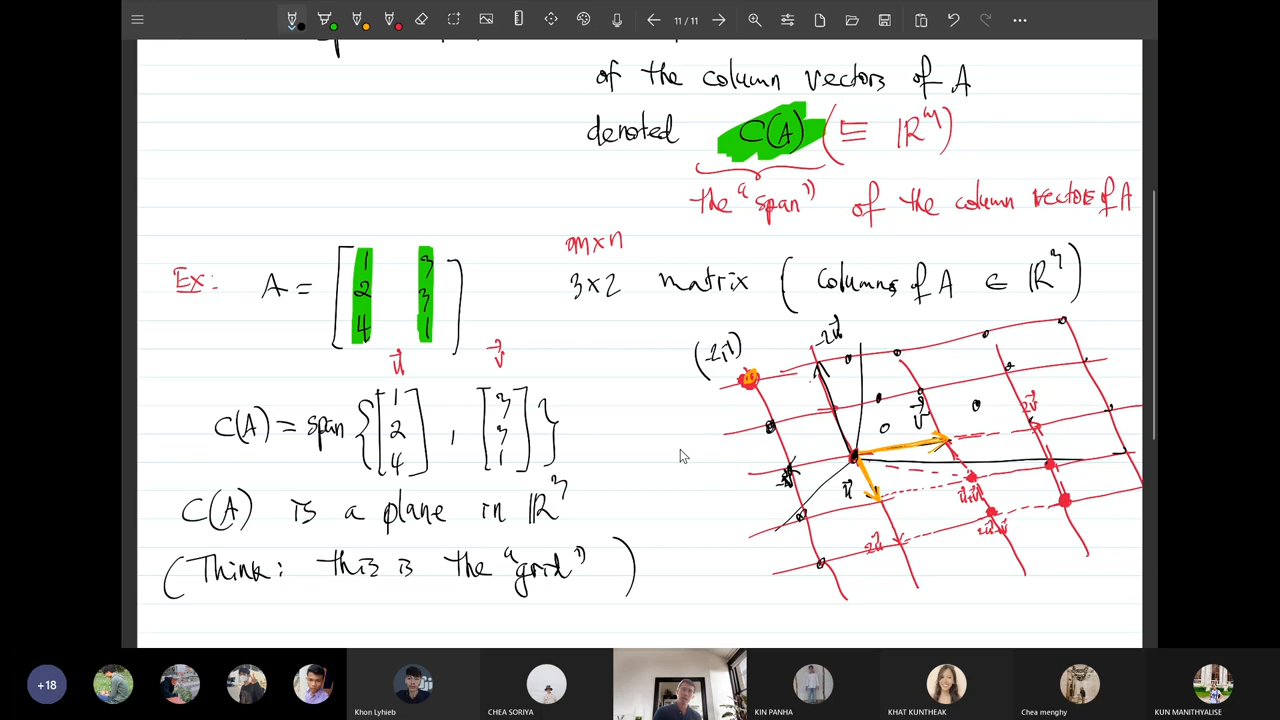 11 / 11
of the column vectors of A
denoted C(A) (⊆ ℝᵐ)
the "span" of the column vectors of A
m×n
Ex: A = [1 3; 2 3; 4 1] 3×2 matrix (columns of A ∈ ℝ³)
u⃗ v⃗
C(A) = span {[1 2 4], [3 3 1]}
C(A) is a plane in ℝ³
(Think: this is the "grid")
-2u⃗
v⃗
2v⃗
u⃗
u⃗+v⃗
2u⃗
+18
Khon Lyhieb
CHEA SORIYA
KIN PANHA
KHAT KUNTHEAK
Chea menghy
KUN MANITHYALISE